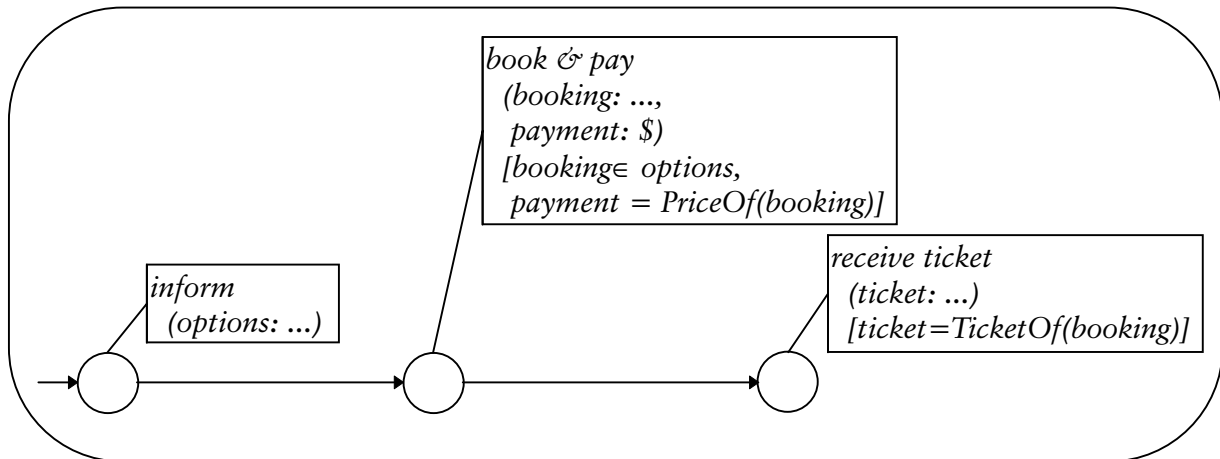 inform
(options: ...)
book & pay
(booking: ...,
payment: $)
[booking∈ options,
payment = PriceOf(booking)]
receive ticket
(ticket: ...)
[ticket=TicketOf(booking)]